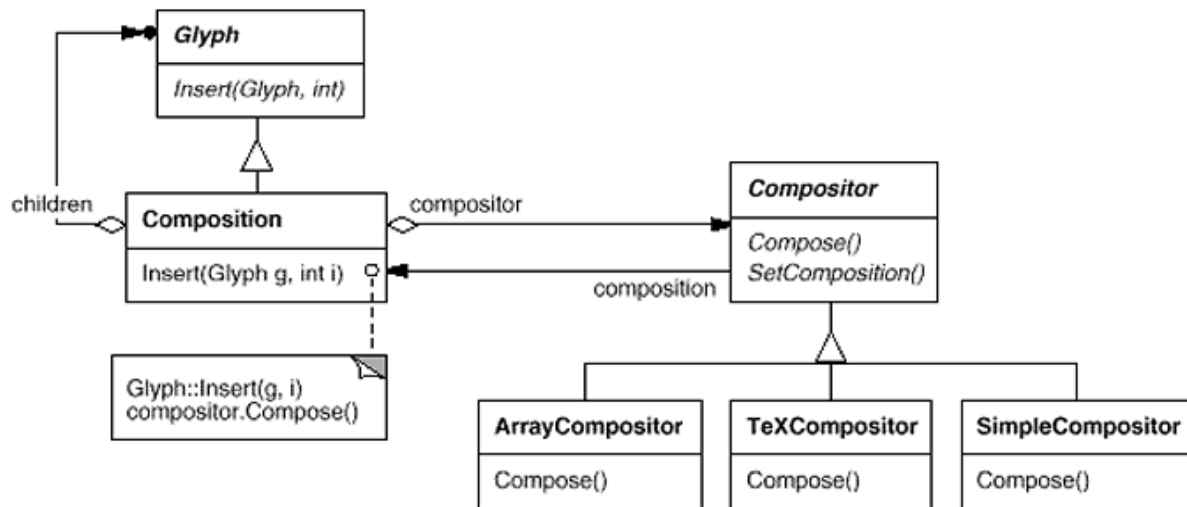 Glyph
Insert(Glyph, int)
children
Composition
Insert(Glyph g, int i)
compositor
composition
Compositor
Compose()
SetComposition()
Glyph::Insert(g, i)
compositor.Compose()
ArrayCompositor
Compose()
TeXCompositor
Compose()
SimpleCompositor
Compose()